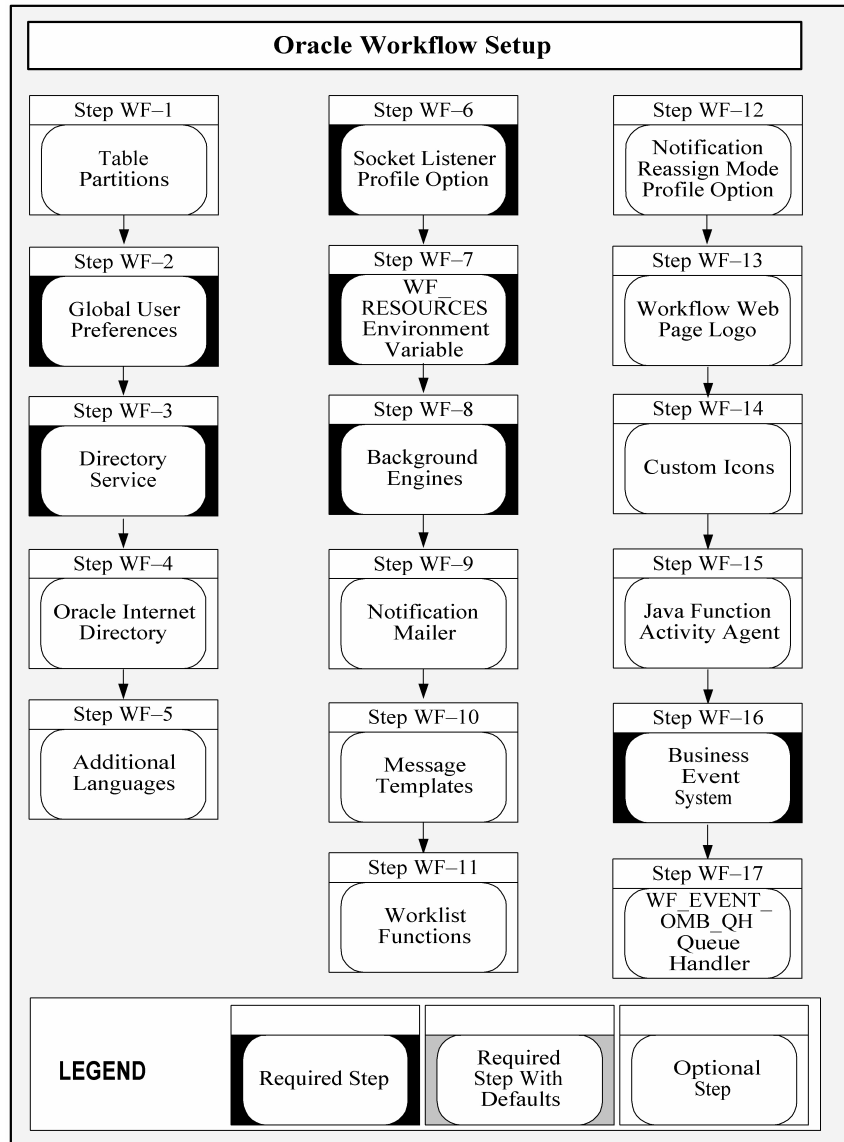 Oracle Workflow Setup
Step WF–1
Table
Partitions
Step WF–2
Global User
Preferences
Step WF–3
Directory
Service
Step WF–4
Oracle Internet
Directory
Step WF–5
Additional
Languages
Step WF–6
Socket Listener
Profile Option
Step WF–7
WF_
RESOURCES
Environment
Variable
Step WF–8
Background
Engines
Step WF–9
Notification
Mailer
Step WF–10
Message
Templates
Step WF–11
Worklist
Functions
Step WF–12
Notification
Reassign Mode
Profile Option
Step WF–13
Workflow Web
Page Logo
Step WF–14
Custom Icons
Step WF–15
Java Function
Activity Agent
Step WF–16
Business
Event
System
Step WF–17
WF_EVENT_
OMB_QH
Queue
Handler
LEGEND
Required Step
Required
Step With
Defaults
Optional
Step